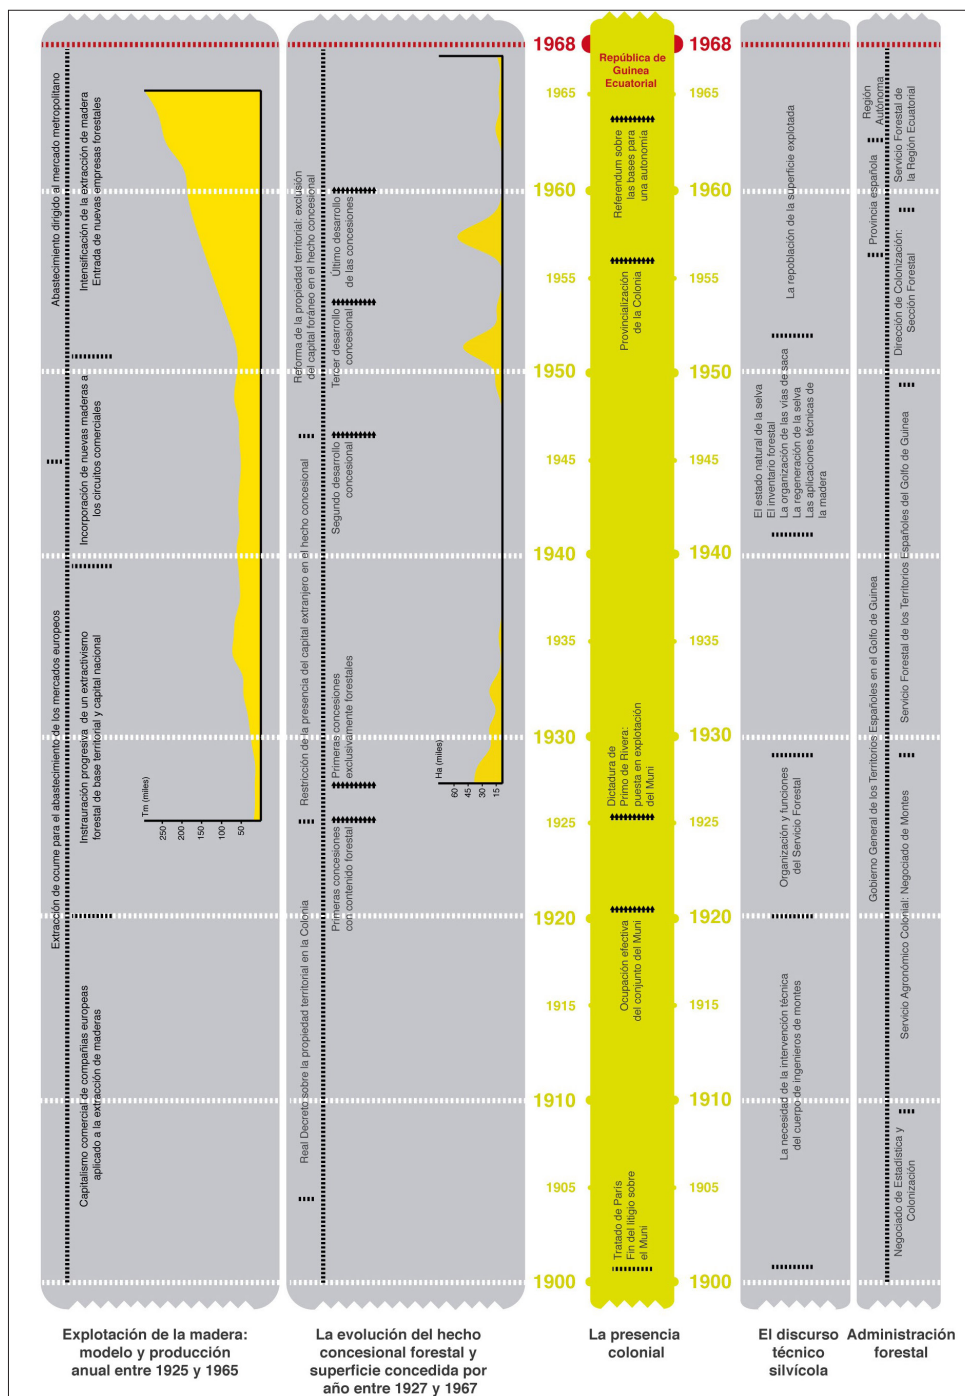 Abastecimiento dirigido al mercado metropolitano
Extracción de ocume para el abastecimiento de los mercados europeos
Intensificación de la extracción de madera
Entrada de nuevas empresas forestales
Incorporación de nuevas maderas a
los circuitos comerciales
Instrauración progresiva de un extractivismo
forestal de base territorial y capital nacional
Capitalismo comercial de compañias europeas
aplicado a la extracción de maderas
Tm (miles)
250
200
150
100
50
Explotación de la madera:
modelo y producción
anual entre 1925 y 1965
Reforma de la propiedad territorial: exclusión
del capital foráneo en el hecho concesional
Restricción de la presencia del capital extranjero en el hecho concesional
Real Decreto sobre la propiedad territorial en la Colonia
Último desarrollo
de las concesiones
Tercer desarrollo
concesional
Segundo desarrollo
concesional
Primeras concesiones
exclusivamente forestales
Primeras concesiones
con contenido forestal
Ha (miles)
60
45
30
15
La evolución del hecho
concesional forestal y
superficie concedida por
año entre 1927 y 1967
1968
1965
1960
1955
1950
1945
1940
1935
1930
1925
1920
1915
1910
1905
1900
República de
Guinea
Ecuatorial
Referendum sobre
las bases para
una autonomía
Provincialización
de la Colonia
Dictadura de
Primo de Rivera:
puesta en explotación
del Muni
Ocupación efectiva
del conjunto del Muni
Tratado de París
Fin del litigio sobre
el Muni
La presencia
colonial
1968
1965
1960
1955
1950
1945
1940
1935
1930
1925
1920
1915
1910
1905
1900
La repoblación de la superficie explotada
El estado natural de la selva
El inventario forestal
La organización de las vías de saca
La regeneración de la selva
Las aplicaciones técnicas de
la madera
Organización y funciones
del Servicio Forestal
La necesidad de la intervención técnica
del cuerpo de ingenieros de montes
El discurso
técnico
silvícola
Región
Autónoma
Provincia española
Gobierno General de los Territorios Españoles en el Golfo de Guinea
Servicio Forestal de
la Región Ecuatorial
Dirección de Colonización:
Sección Forestal
Servicio Forestal de los Territorios Españoles del Golfo de Guinea
Servicio Agronómico Colonial: Negociado de Montes
Negociado de Estadística y
Colonización
Administración
forestal